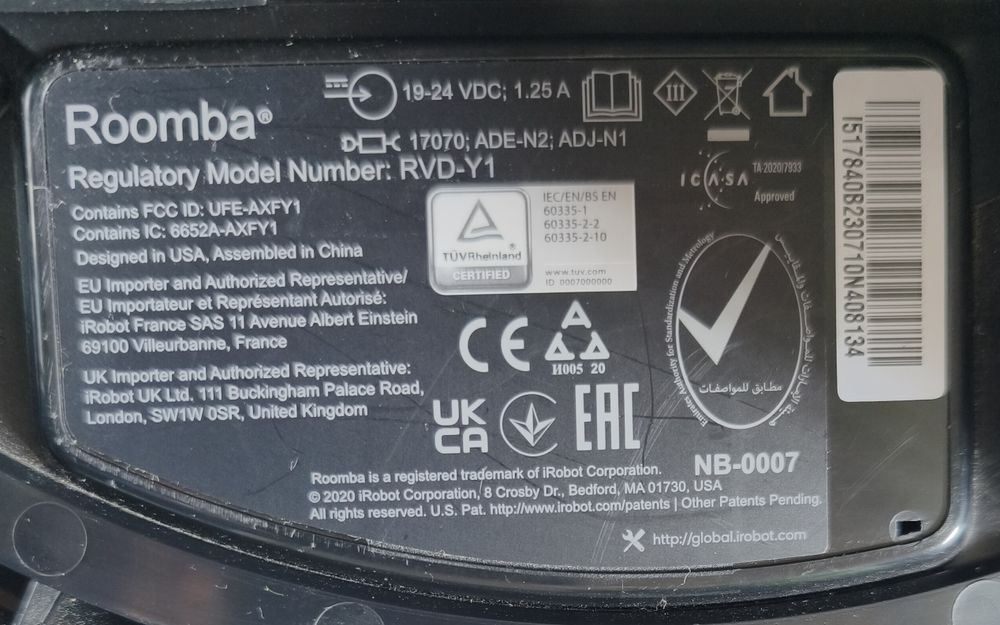 Roomba®
19-24 VDC; 1.25 A
17070; ADE-N2; ADJ-N1
Regulatory Model Number: RVD-Y1
Contains FCC ID: UFE-AXFY1
Contains IC: 6652A-AXFY1
Designed in USA, Assembled in China
EU Importer and Authorized Representative/
EU Importateur et Représentant Autorisé:
iRobot France SAS 11 Avenue Albert Einstein
69100 Villeurbanne, France
UK Importer and Authorized Representative:
iRobot UK Ltd. 111 Buckingham Palace Road,
London, SW1W 0SR, United Kingdom
TÜVRheinland®
CERTIFIED
IEC/EN/BS EN
60335-1
60335-2-2
60335-2-10
www.tuv.com
ID 0007000000
III
ICASA
TA-2020/7933
Approved
CE
И005 20
UK
CA
EAC
Emirates Authority for Standardization and Metrology
مطابق للمواصفات
NB-0007
Roomba is a registered trademark of iRobot Corporation.
© 2020 iRobot Corporation, 8 Crosby Dr., Bedford, MA 01730, USA
All rights reserved. U.S. Pat. http://www.irobot.com/patents | Other Patents Pending.
http://global.irobot.com
I517840B230710N408134